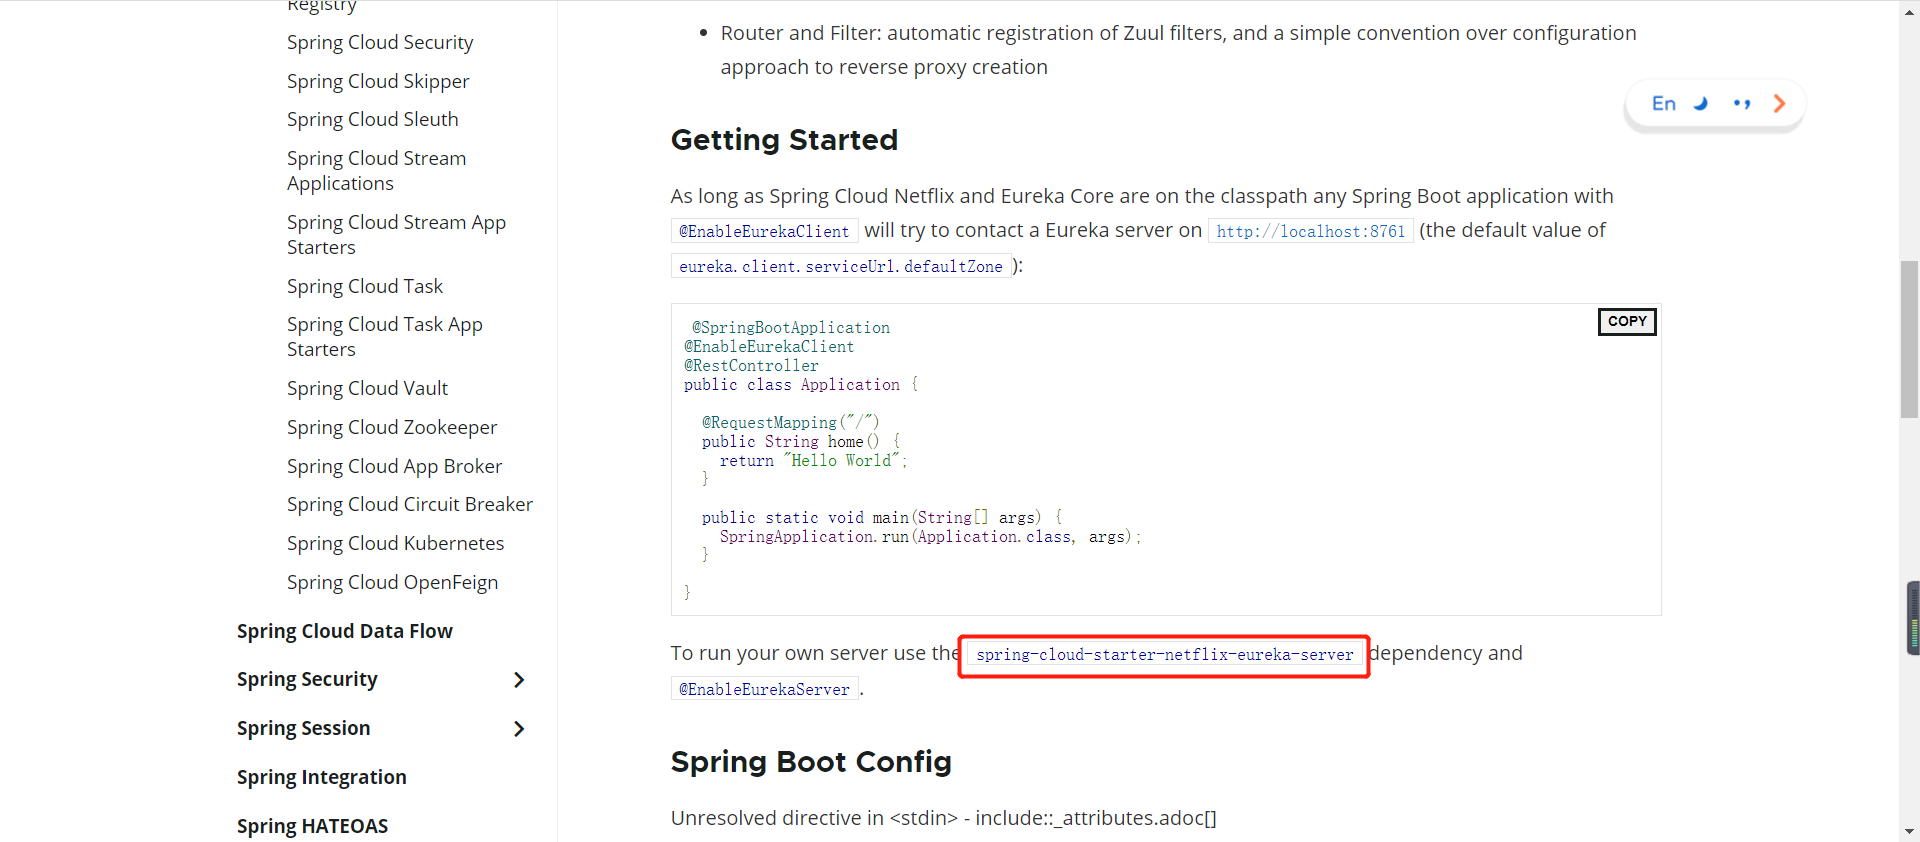 Registry
Spring Cloud Security
Spring Cloud Skipper
Spring Cloud Sleuth
Spring Cloud Stream
Applications
Spring Cloud Stream App
Starters
Spring Cloud Task
Spring Cloud Task App
Starters
Spring Cloud Vault
Spring Cloud Zookeeper
Spring Cloud App Broker
Spring Cloud Circuit Breaker
Spring Cloud Kubernetes
Spring Cloud OpenFeign
Spring Cloud Data Flow
Spring Security
Spring Session
Spring Integration
Spring HATEOAS
• Router and Filter: automatic registration of Zuul filters, and a simple convention over configuration
approach to reverse proxy creation
En
Getting Started
As long as Spring Cloud Netflix and Eureka Core are on the classpath any Spring Boot application with
@EnableEurekaClient will try to contact a Eureka server on http://localhost:8761 (the default value of
eureka.client.serviceUrl.defaultZone ):
COPY
@SpringBootApplication
@EnableEurekaClient
@RestController
public class Application {
@RequestMapping("/")
public String home() {
return "Hello World";
}
public static void main(String[] args) {
SpringApplication.run(Application.class, args);
}
}
To run your own server use the spring-cloud-starter-netflix-eureka-server dependency and
@EnableEurekaServer .
Spring Boot Config
Unresolved directive in <stdin> - include::_attributes.adoc[]